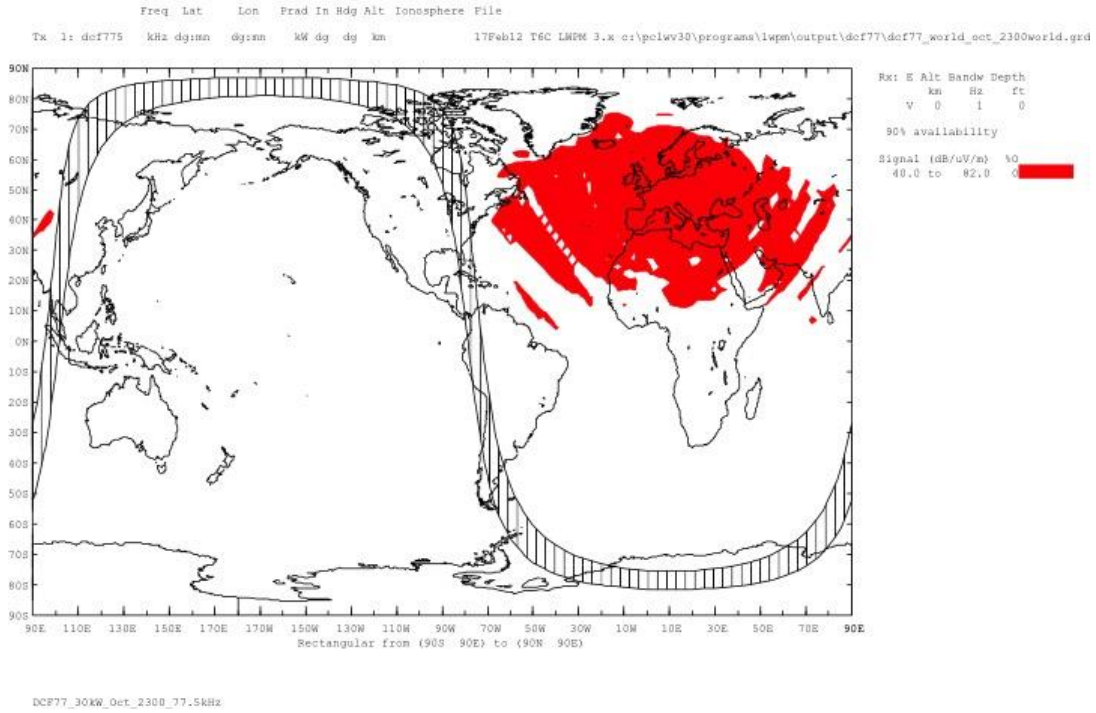 Freq Lat Lon Prad In Hdg Alt Ionosphere File
Tx 1: dcf775 kHz dg:mn dg:mn kW dg dg km 17Feb12 T6C LWPM 3.x c:\pclwv30\programs\lwpm\output\dcf77\dcf77_world_oct_2300world.grd
Rx: E Alt Bandw Depth
km Hz ft
V 0 1 0
90% availability
Signal (dB/uV/m) %O
40.0 to 82.0 0
90N
80N
70N
60N
50N
40N
30N
20N
10N
0N
10S
20S
30S
40S
50S
60S
70S
80S
90S
90E 110E 130E 150E 170E 170W 150W 130W 110W 90W 70W 50W 30W 10W 10E 30E 50E 70E 90E
Rectangular from (90S 90E) to (90N 90E)
DCF77_30kW_Oct_2300_77.5kHz